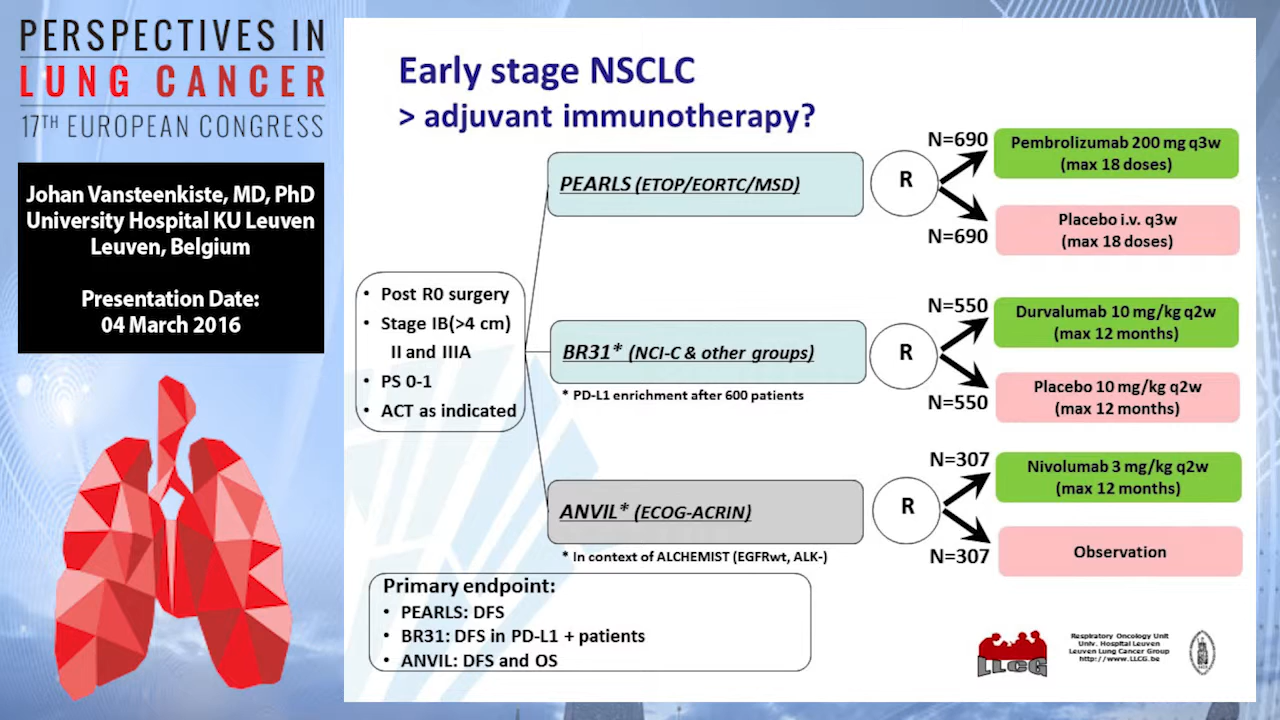 PERSPECTIVES IN
LUNG CANCER
17TH EUROPEAN CONGRESS
Johan Vansteenkiste, MD, PhD
University Hospital KU Leuven
Leuven, Belgium
Presentation Date:
04 March 2016
Early stage NSCLC
> adjuvant immunotherapy?
• Post R0 surgery
• Stage IB(>4 cm)
II and IIIA
• PS 0-1
• ACT as indicated
PEARLS (ETOP/EORTC/MSD)
R
N=690
N=690
Pembrolizumab 200 mg q3w
(max 18 doses)
Placebo i.v. q3w
(max 18 doses)
BR31* (NCI-C & other groups)
* PD-L1 enrichment after 600 patients
R
N=550
N=550
Durvalumab 10 mg/kg q2w
(max 12 months)
Placebo 10 mg/kg q2w
(max 12 months)
ANVIL* (ECOG-ACRIN)
* In context of ALCHEMIST (EGFRwt, ALK-)
R
N=307
N=307
Nivolumab 3 mg/kg q2w
(max 12 months)
Observation
Primary endpoint:
• PEARLS: DFS
• BR31: DFS in PD-L1 + patients
• ANVIL: DFS and OS
LLCG
Respiratory Oncology Unit
Univ. Hospital Leuven
Leuven Lung Cancer Group
http://www.LLCG.be